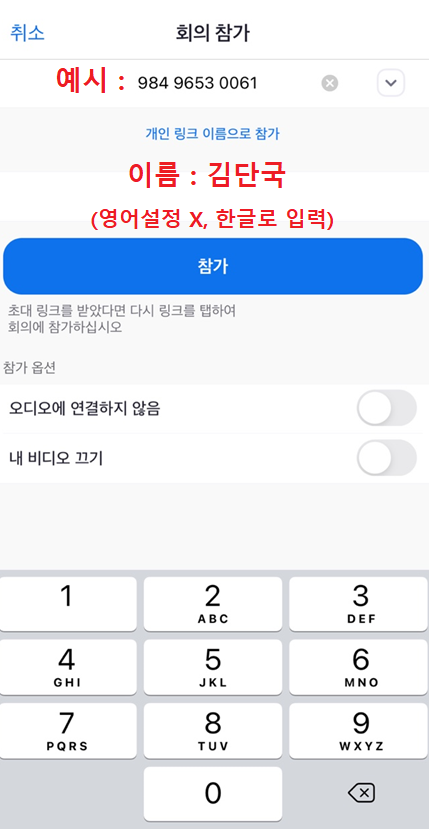 취소 회의 참가
예시 : 984 9653 0061
개인 링크 이름으로 참가
이름 : 김단국
(영어설정 X, 한글로 입력)
참가
초대 링크를 받았다면 다시 링크를 탭하여
회의에 참가하십시오
참가 옵션
오디오에 연결하지 않음
내 비디오 끄기
1 2 3
ABC DEF
4 5 6
GHI JKL MNO
7 8 9
PQRS TUV WXYZ
0